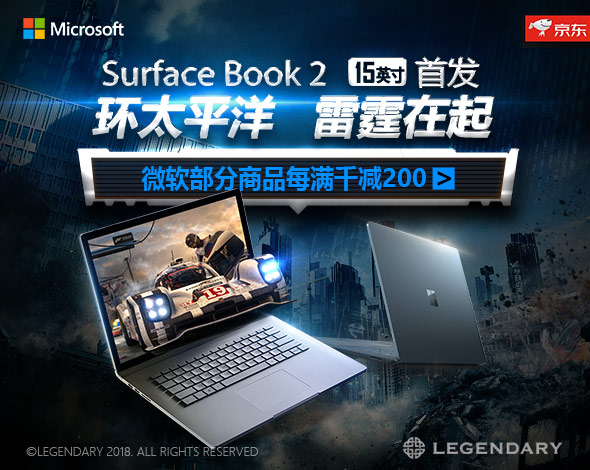 Microsoft
京东
Surface Book 2 15英寸 首发
环太平洋 雷霆在起
微软部分商品每满千减200 >
19
©LEGENDARY 2018. ALL RIGHTS RESERVED
LEGENDARY